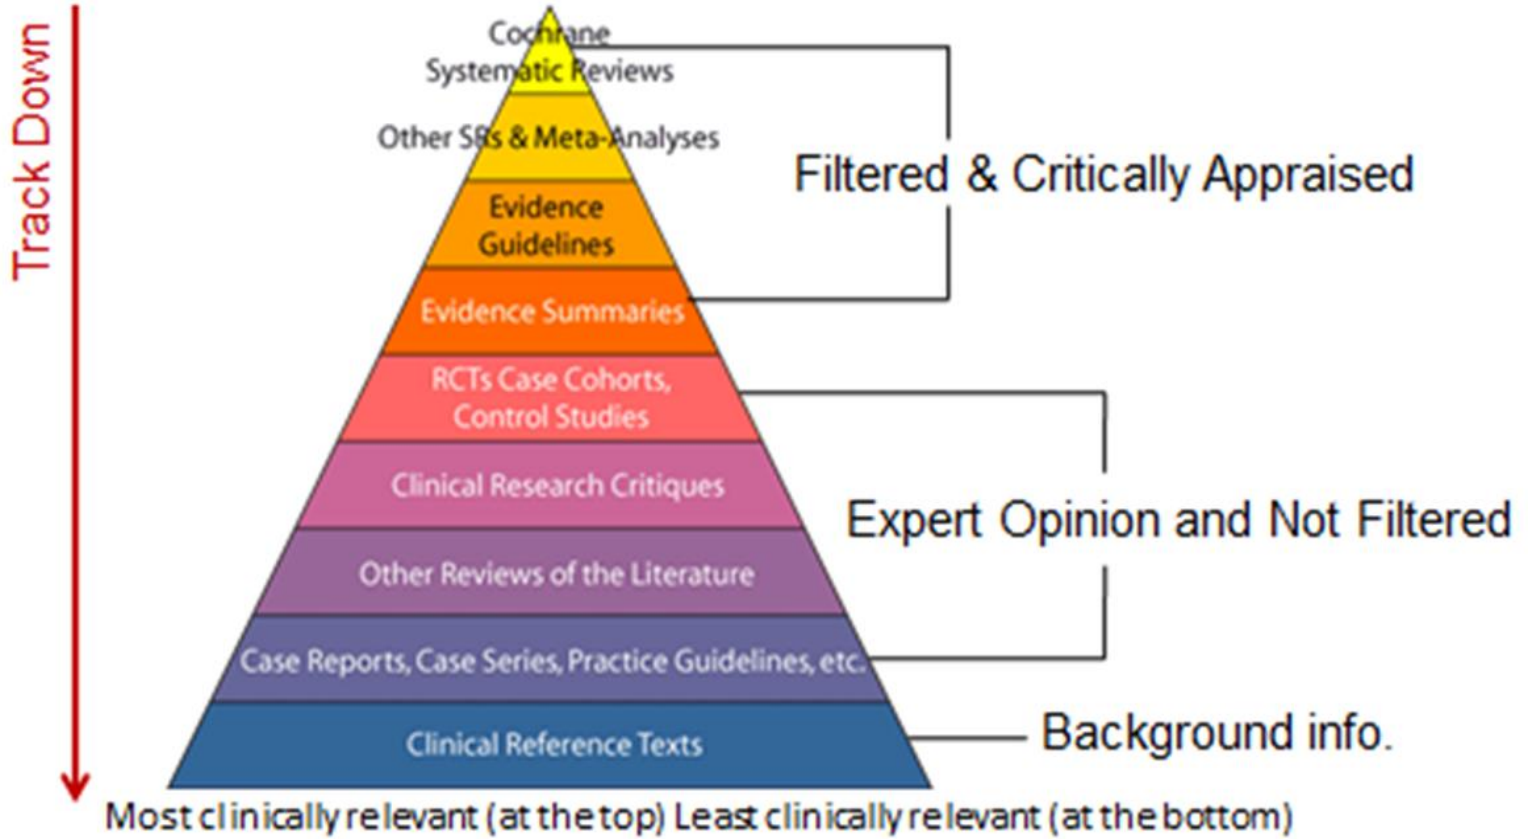 Track Down
Cochrane
Systematic Reviews
Other SRs & Meta-Analyses
Evidence
Guidelines
Evidence Summaries
RCTs Case Cohorts,
Control Studies
Clinical Research Critiques
Other Reviews of the Literature
Case Reports, Case Series, Practice Guidelines, etc.
Clinical Reference Texts
Filtered & Critically Appraised
Expert Opinion and Not Filtered
Background info.
Most clinically relevant (at the top) Least clinically relevant (at the bottom)